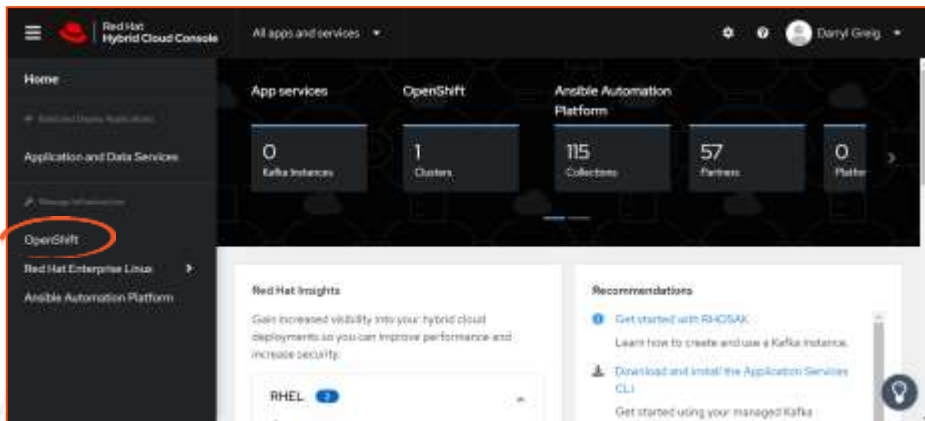 Red Hat
Hybrid Cloud Console
All apps and services
Darryl Greig
Home
Application and Data Services
OpenShift
Red Hat Enterprise Linux
Ansible Automation Platform
App services
OpenShift
Ansible Automation
Platform
0
Kafka Instances
1
Clusters
115
Collections
57
Partners
0
Platfor
Red Hat Insights
Gain increased visibility into your hybrid cloud
deployments so you can improve performance and
increase security.
RHEL 2
Recommendations
Get started with RHOSAK
Learn how to create and use a Kafka instance.
Download and install the Application Services
CLI
Get started using your managed Kafka